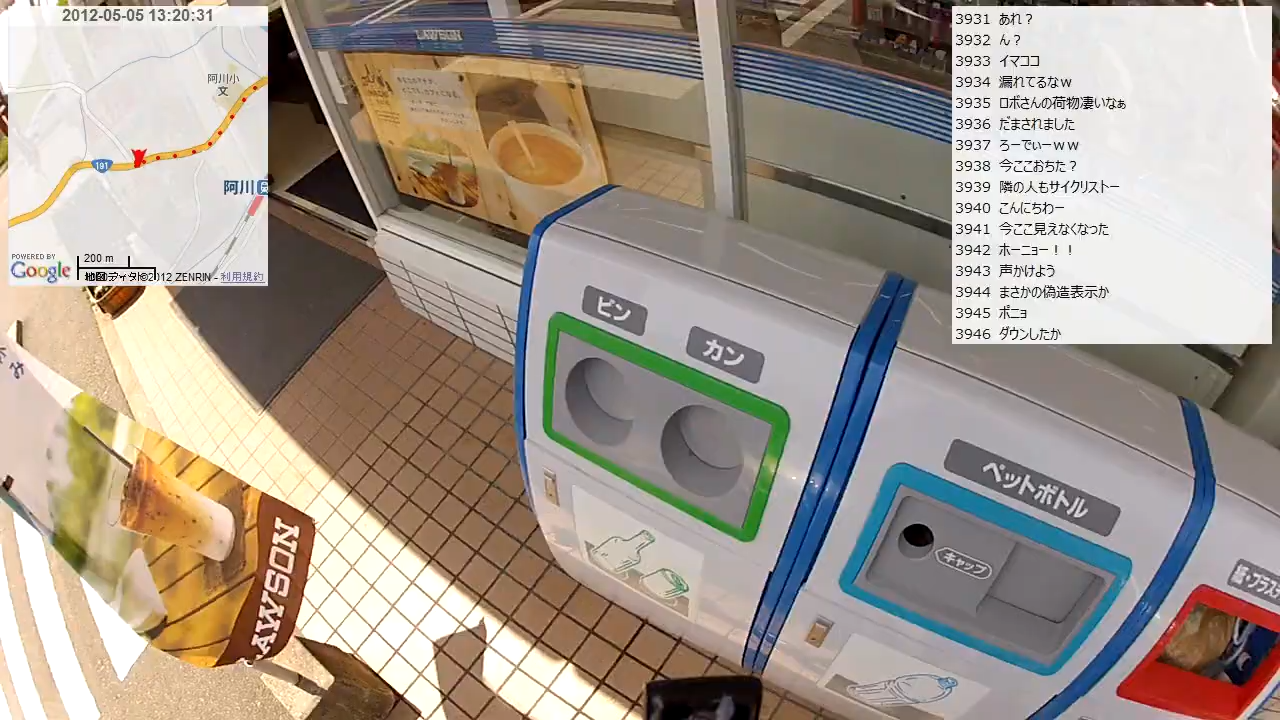 2012-05-05 13:20:31
阿川小
文
191
阿川
200 m
POWERED BY
Google
地図データ ©2012 ZENRIN - 利用規約
3931 あれ？
3932 ん？
3933 イマココ
3934 漏れてるなｗ
3935 ロボさんの荷物凄いなぉ
3936 だまされました
3937 ろーでぃーｗｗ
3938 今ここおちた？
3939 隣の人もサイクリストー
3940 こんにちわー
3941 今ここ見えなくなった
3942 ホーニョー！！
3943 声かけよう
3944 まさかの偽造表示か
3945 ポニョ
3946 ダウンしたか
LAWSON
ビン
カン
ペットボトル
キャップ
紙・プラス
LAWSON